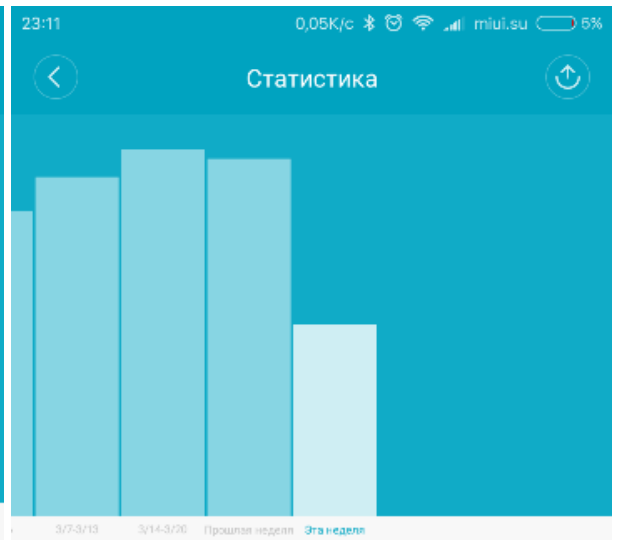 23:11 0,05K/c miui.su 5%
Статистика
3/7-3/13 3/14-3/20 Прошлая неделя Эта неделя